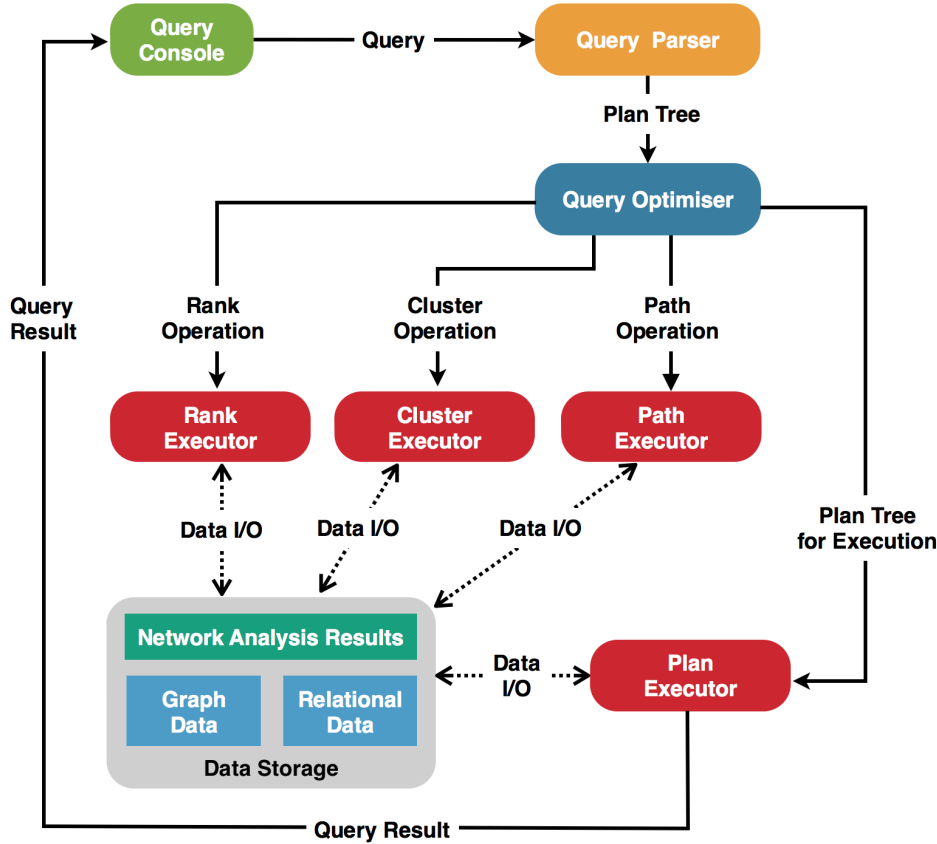 Query
Console
Query
Query Parser
Plan Tree
Query Optimiser
Query
Result
Rank
Operation
Cluster
Operation
Path
Operation
Rank
Executor
Cluster
Executor
Path
Executor
Data I/O
Data I/O
Data I/O
Plan Tree
for Execution
Network Analysis Results
Graph
Data
Relational
Data
Data Storage
Data
I/O
Plan
Executor
Query Result